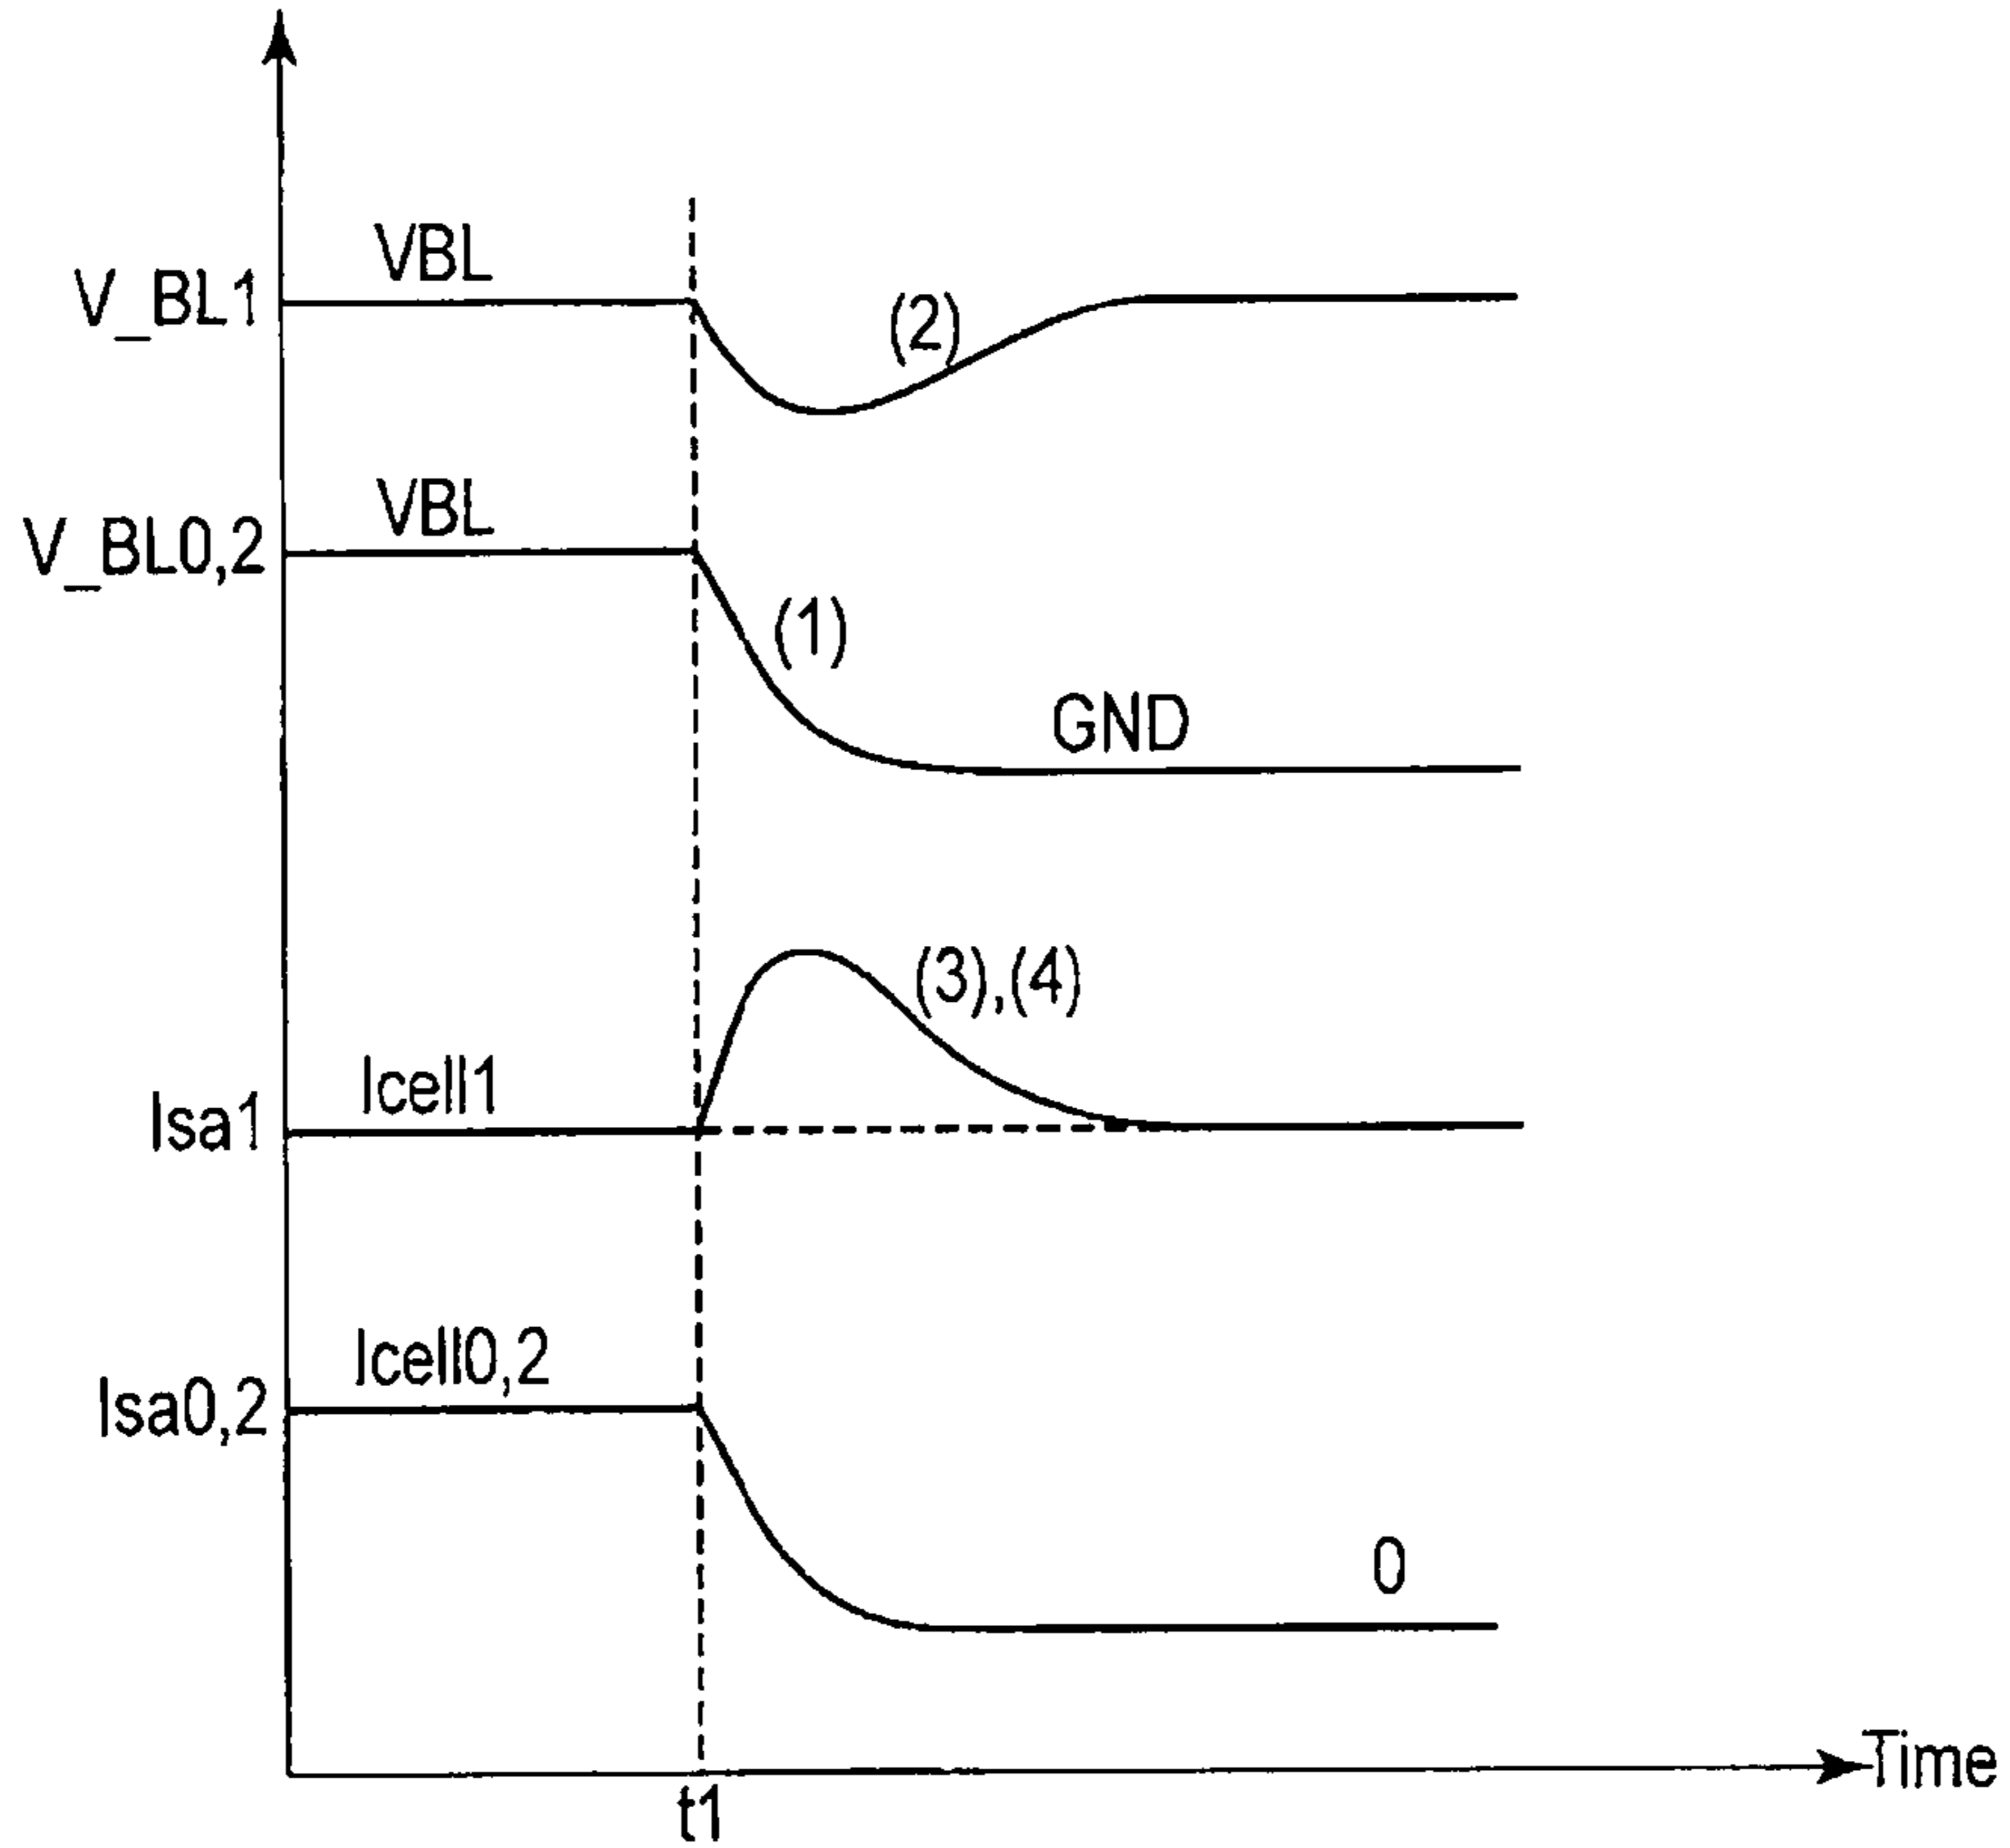 VBL
V_BL1
(2)
VBL
V_BL0,2
(1)
GND
(3),(4)
Icell1
Isa1
Icell0,2
Isa0,2
0
Time
t1